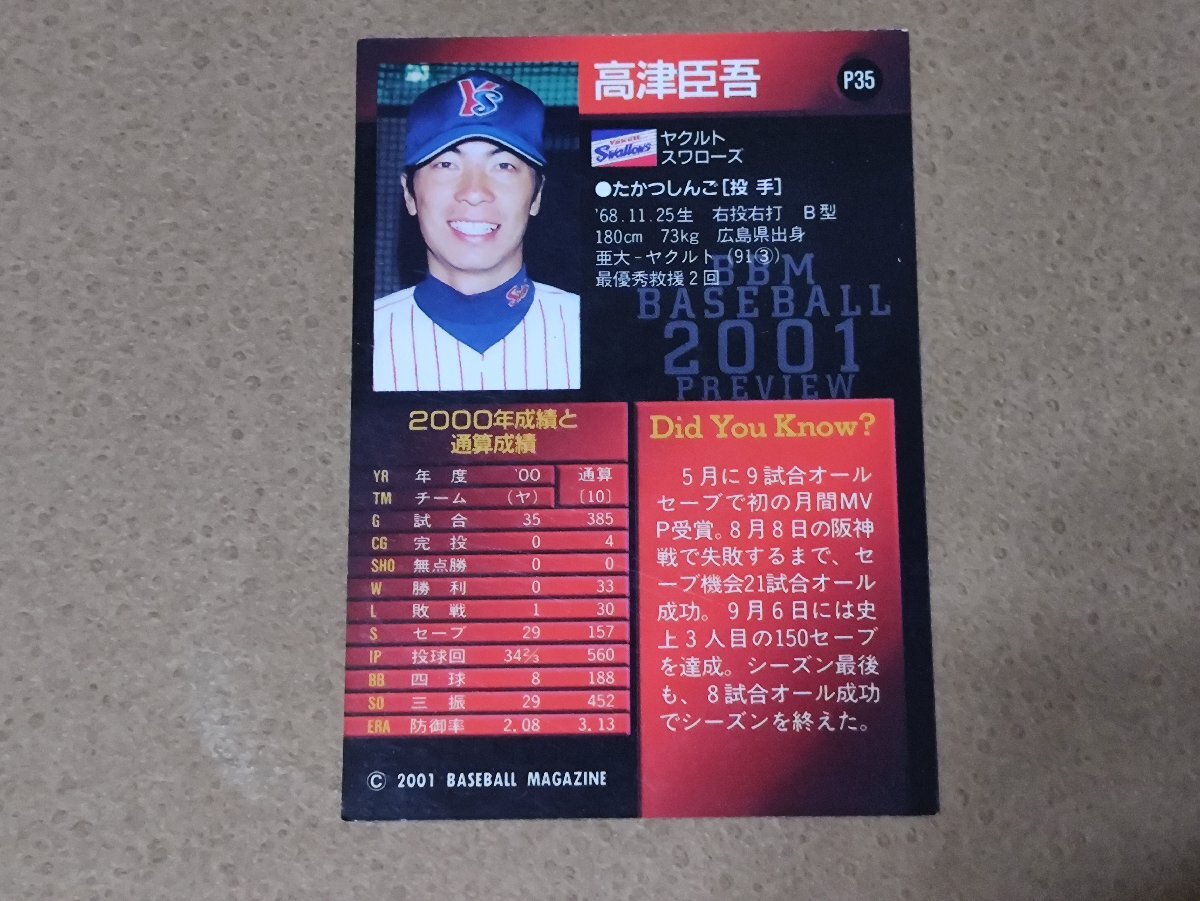 高津臣吾
P35
Y's
YAKULT
Swallows
ヤクルト
スワローズ
●たかつしんご[投 手]
'68.11.25生 右投右打 B型
180cm 73kg 広島県出身
亜大-ヤクルト(91③)
最優秀救援2回
BBM
BASEBALL
2001
PREVIEW
2000年成績と
通算成績
YR 年度 '00 通算
TM チーム (ヤ) [10]
G 試合 35 385
CG 完投 0 4
SHO 無点勝 0 0
W 勝利 0 33
L 敗戦 1 30
S セーブ 29 157
IP 投球回 34 2/3 560
BB 四球 8 188
SO 三振 29 452
ERA 防御率 2.08 3.13
© 2001 BASEBALL MAGAZINE
Did You Know?
5月に9試合オール
セーブで初の月間MV
P受賞。8月8日の阪神
戦で失敗するまで、セ
ーブ機会21試合オール
成功。9月6日には史
上3人目の150セーブ
を達成。シーズン最後
も、8試合オール成功
でシーズンを終えた。